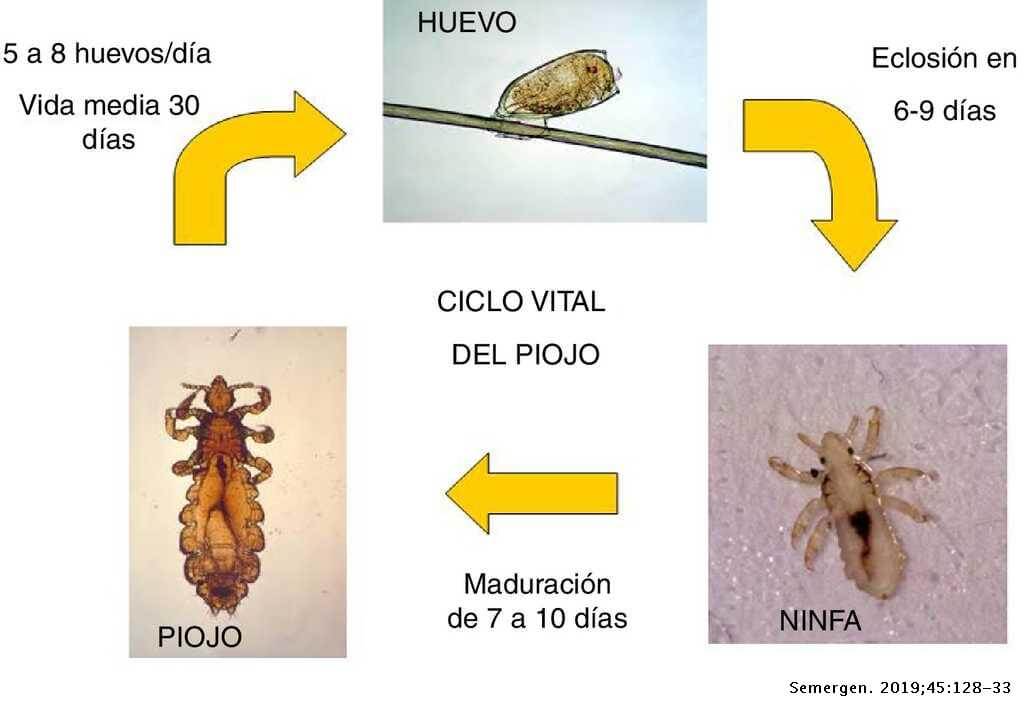 HUEVO
5 a 8 huevos/día
Vida media 30
días
Eclosión en
6-9 días
CICLO VITAL
DEL PIOJO
Maduración
de 7 a 10 días
NINFA
PIOJO
Semergen. 2019;45:128–33